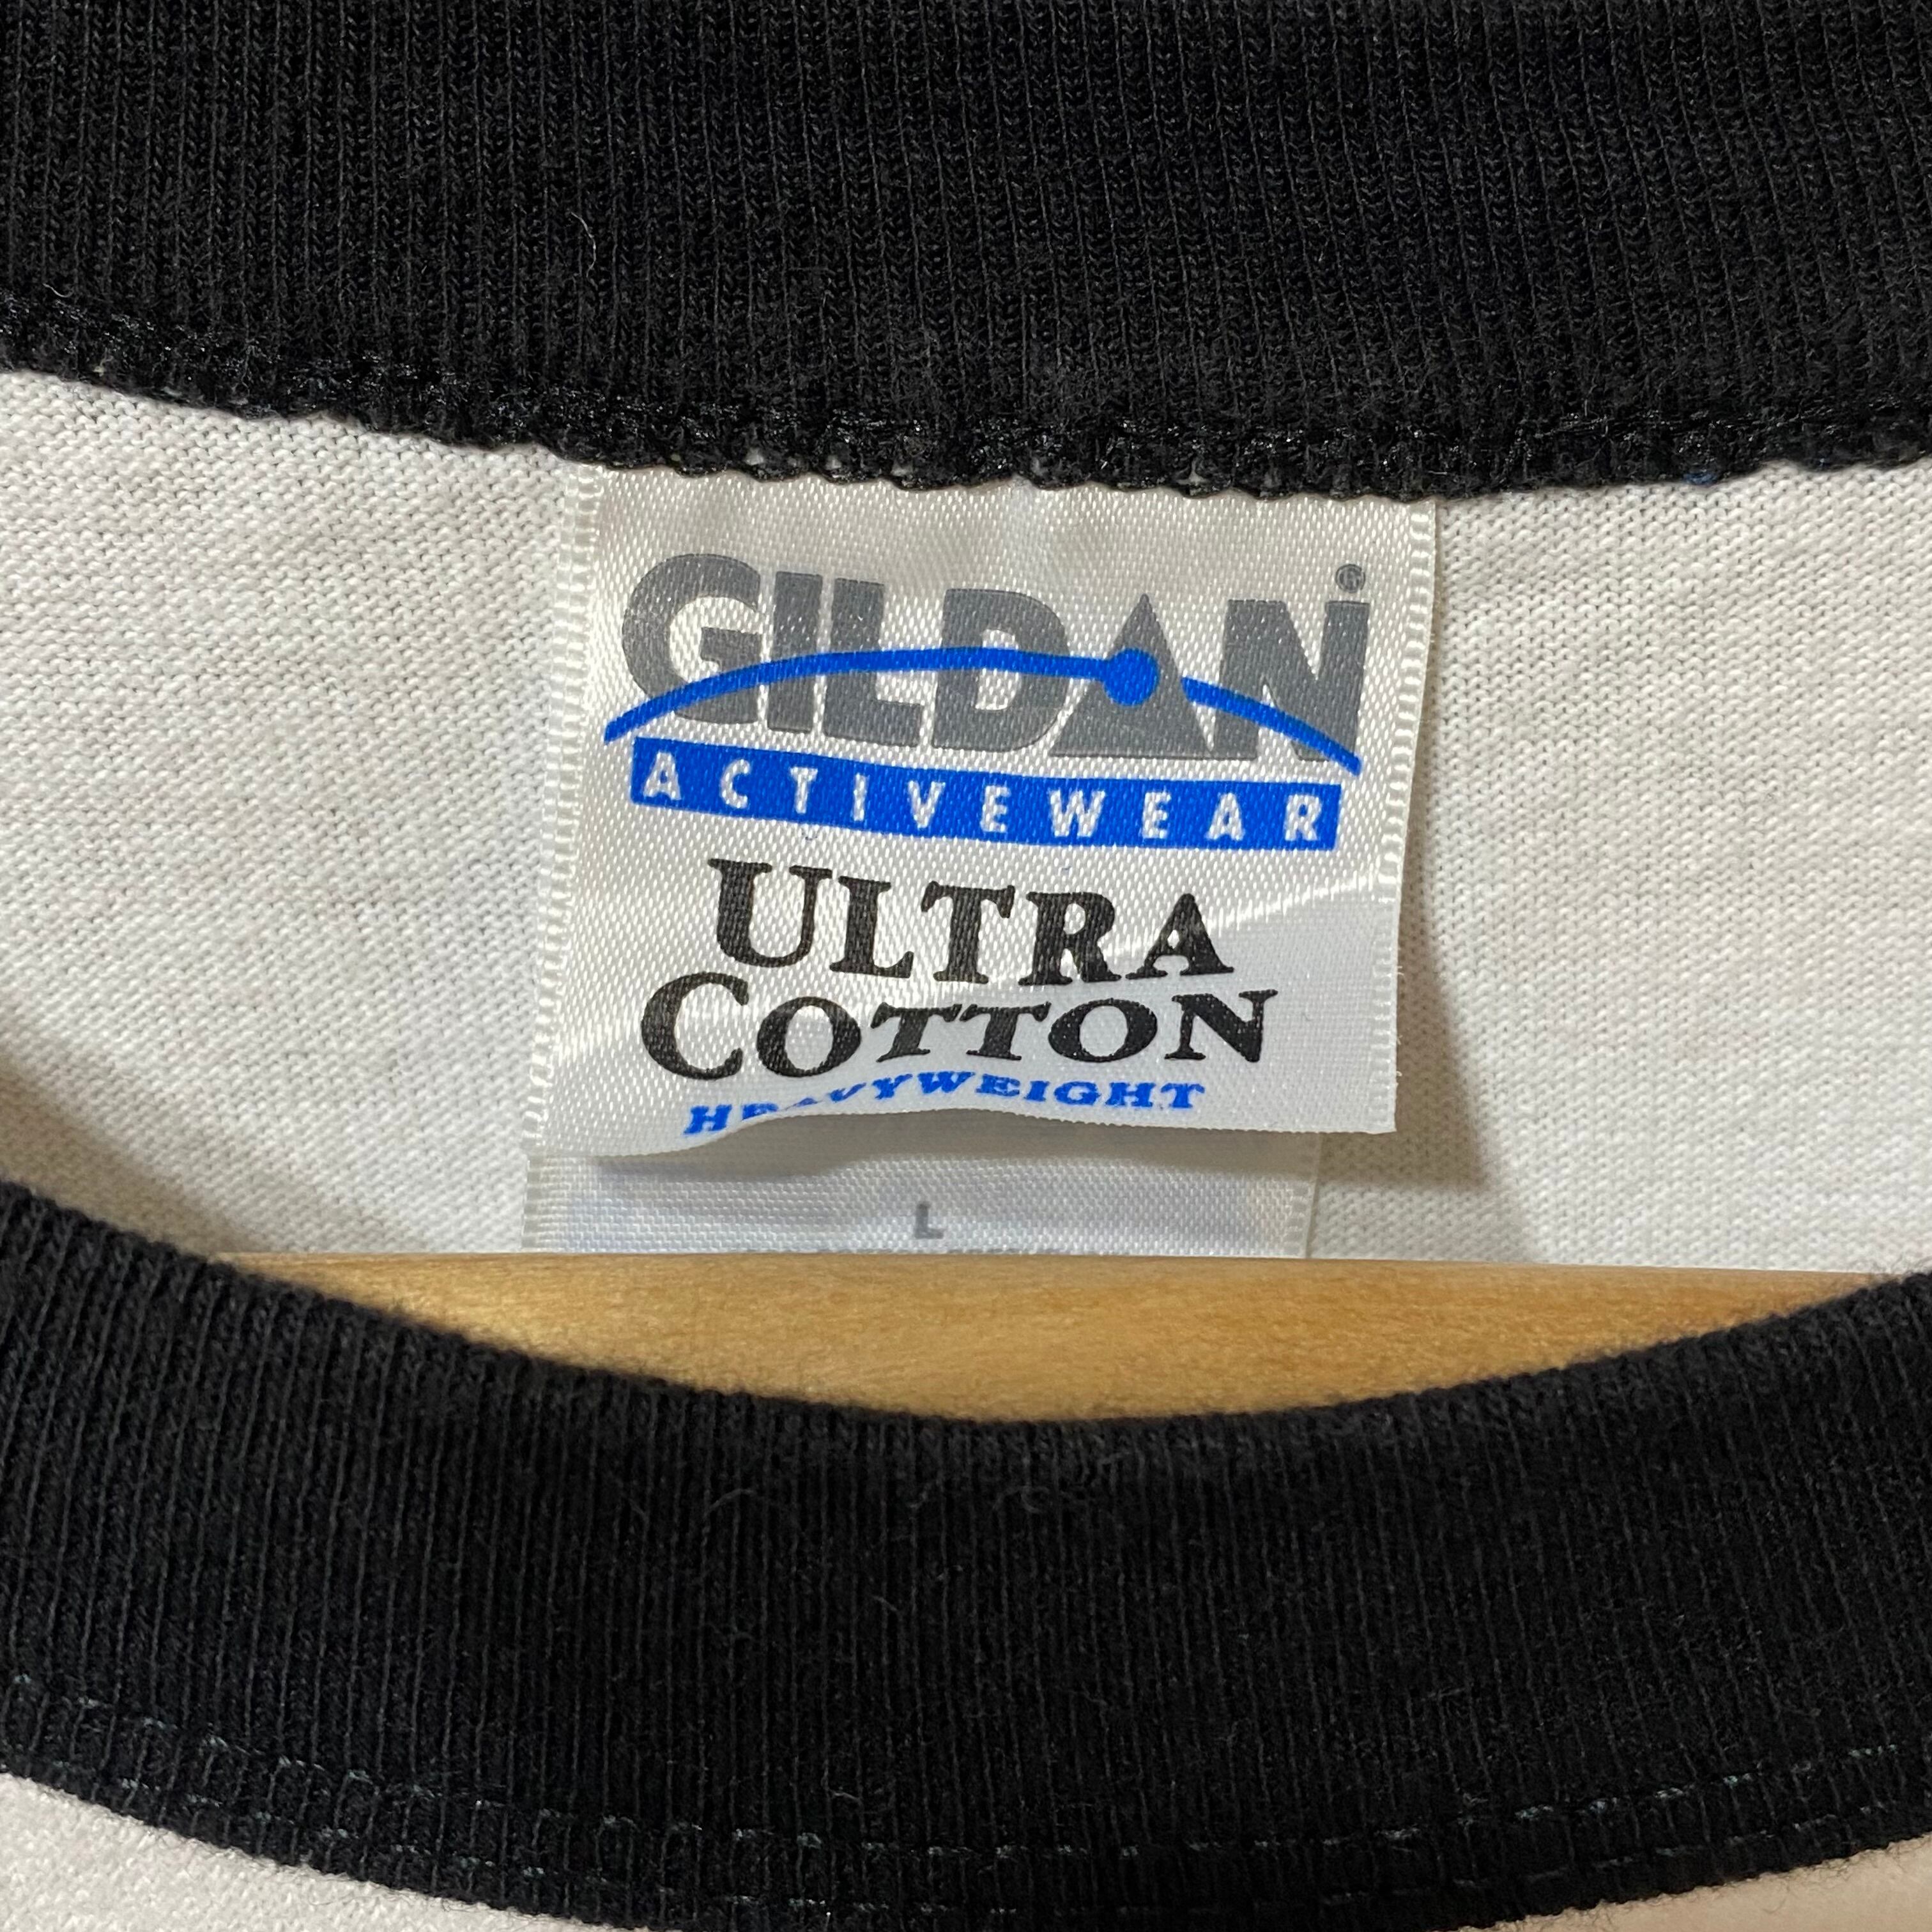 GILDAN®
ACTIVEWEAR
ULTRA
COTTON
HEAVYWEIGHT
L